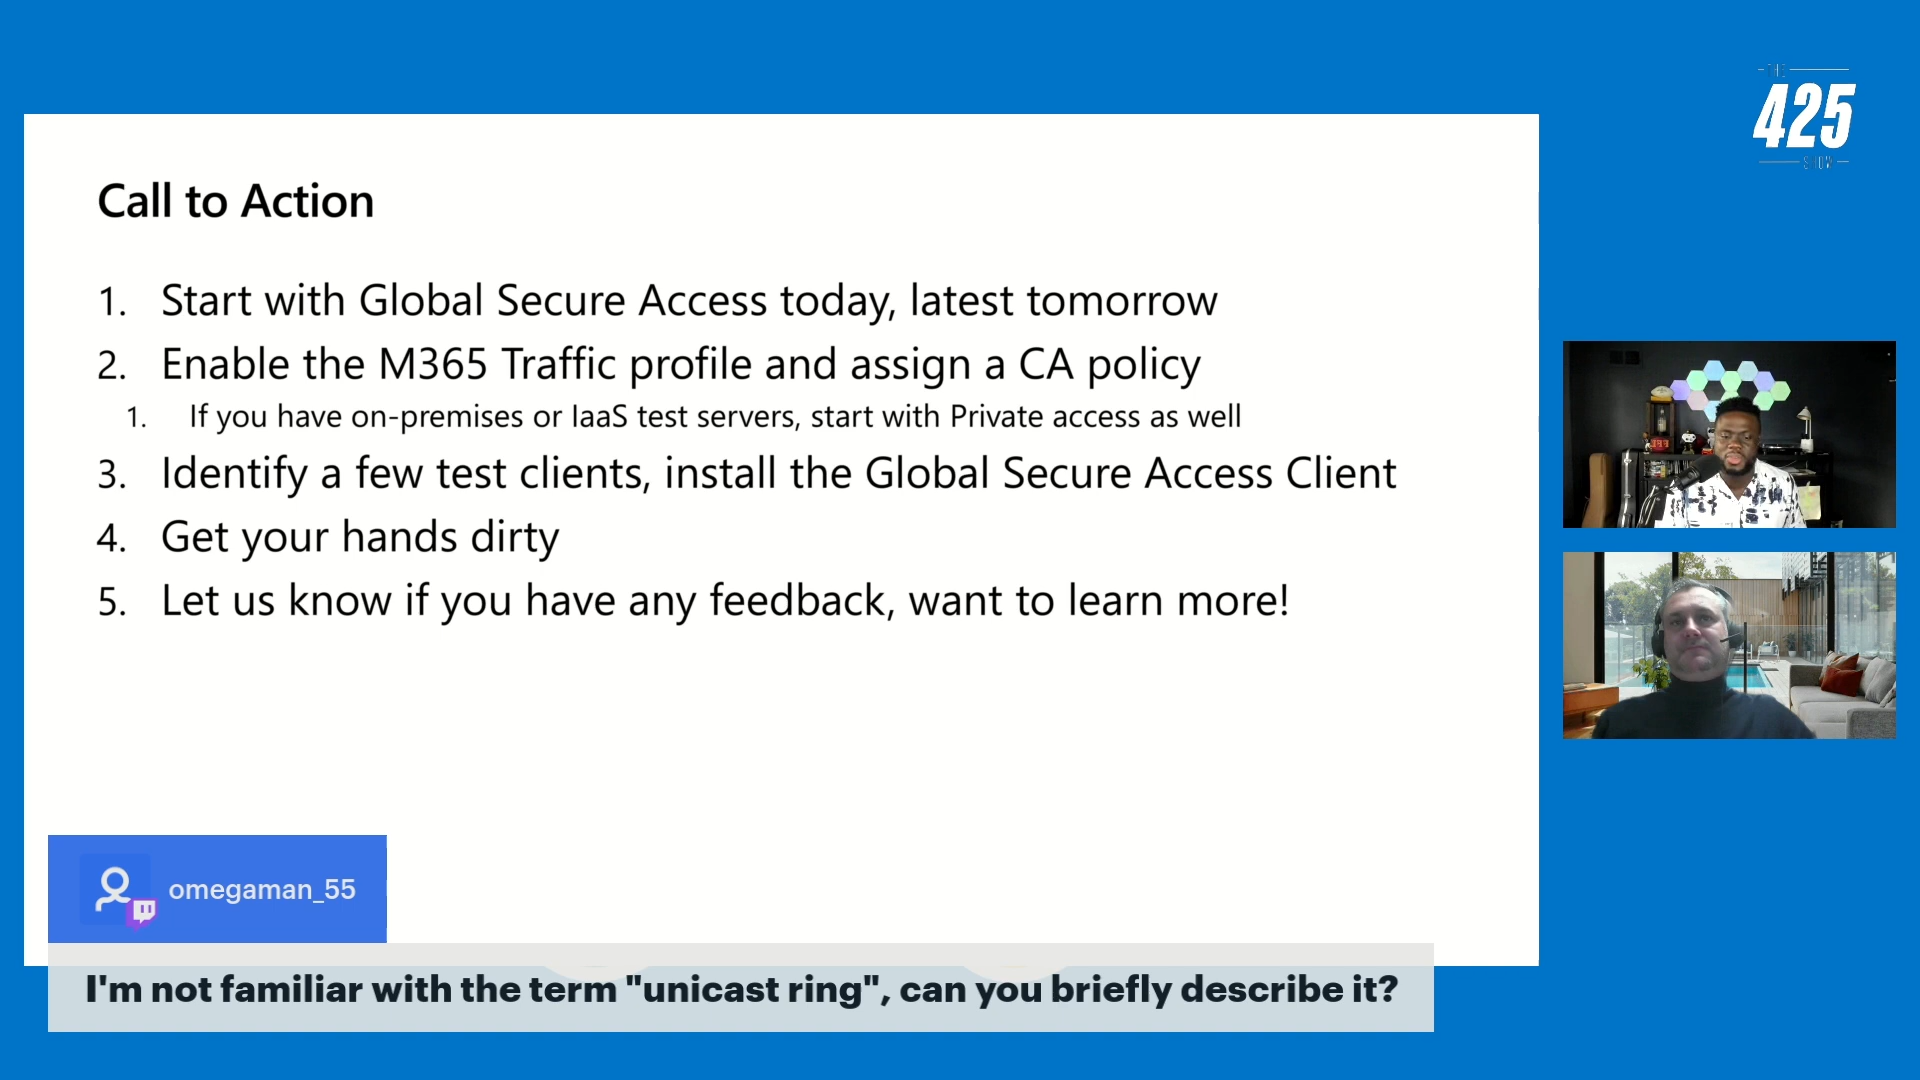 THE
425
SHOW
Call to Action
1. Start with Global Secure Access today, latest tomorrow
2. Enable the M365 Traffic profile and assign a CA policy
1. If you have on-premises or IaaS test servers, start with Private access as well
3. Identify a few test clients, install the Global Secure Access Client
4. Get your hands dirty
5. Let us know if you have any feedback, want to learn more!
omegaman_55
I'm not familiar with the term "unicast ring", can you briefly describe it?